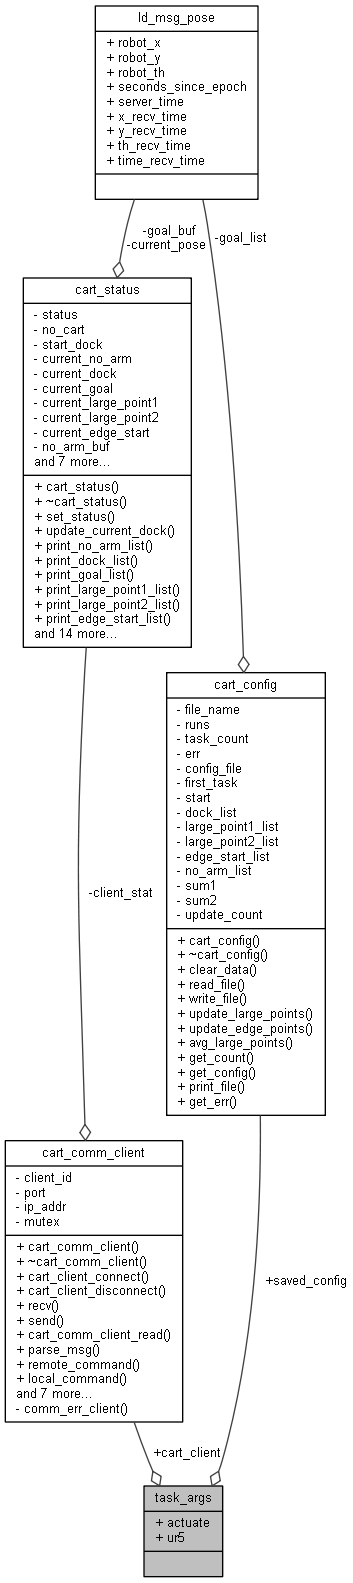 ld_msg_pose
+ robot_x
+ robot_y
+ robot_th
+ seconds_since_epoch
+ server_time
+ x_recv_time
+ y_recv_time
+ th_recv_time
+ time_recv_time
-goal_buf
-current_pose
-goal_list
cart_status
- status
- no_cart
- start_dock
- current_no_arm
- current_dock
- current_goal
- current_large_point1
- current_large_point2
- current_edge_start
- no_arm_buf
and 7 more...
+ cart_status()
+ ~cart_status()
+ set_status()
+ update_current_dock()
+ print_no_arm_list()
+ print_dock_list()
+ print_goal_list()
+ print_large_point1_list()
+ print_large_point2_list()
+ print_edge_start_list()
and 14 more...
cart_config
- file_name
- runs
- task_count
- err
- config_file
- first_task
- start
- dock_list
- large_point1_list
- large_point2_list
- edge_start_list
- no_arm_list
- sum1
- sum2
- update_count
+ cart_config()
+ ~cart_config()
+ clear_data()
+ read_file()
+ write_file()
+ update_large_points()
+ update_edge_points()
+ avg_large_points()
+ get_count()
+ get_config()
+ print_file()
+ get_err()
-client_stat
cart_comm_client
- client_id
- port
- ip_addr
- mutex
+ cart_comm_client()
+ ~cart_comm_client()
+ cart_client_connect()
+ cart_client_disconnect()
+ recv()
+ send()
+ cart_comm_client_read()
+ parse_msg()
+ remote_command()
+ local_command()
and 7 more...
- comm_err_client()
+saved_config
+cart_client
task_args
+ actuate
+ ur5